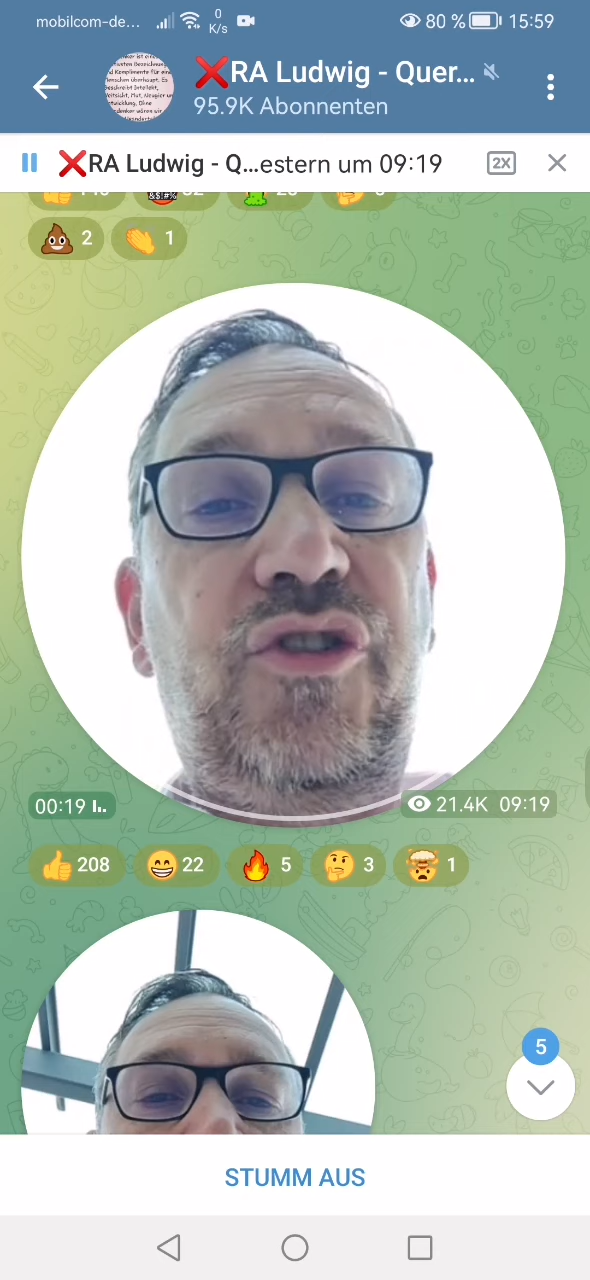 mobilcom-de...
0
K/s
80 %
15:59
❌RA Ludwig - Quer...
95.9K Abonnenten
❌RA Ludwig - Q...estern um 09:19
2X
&$!#%
2
1
00:19
21.4K 09:19
208
22
5
3
1
5
STUMM AUS